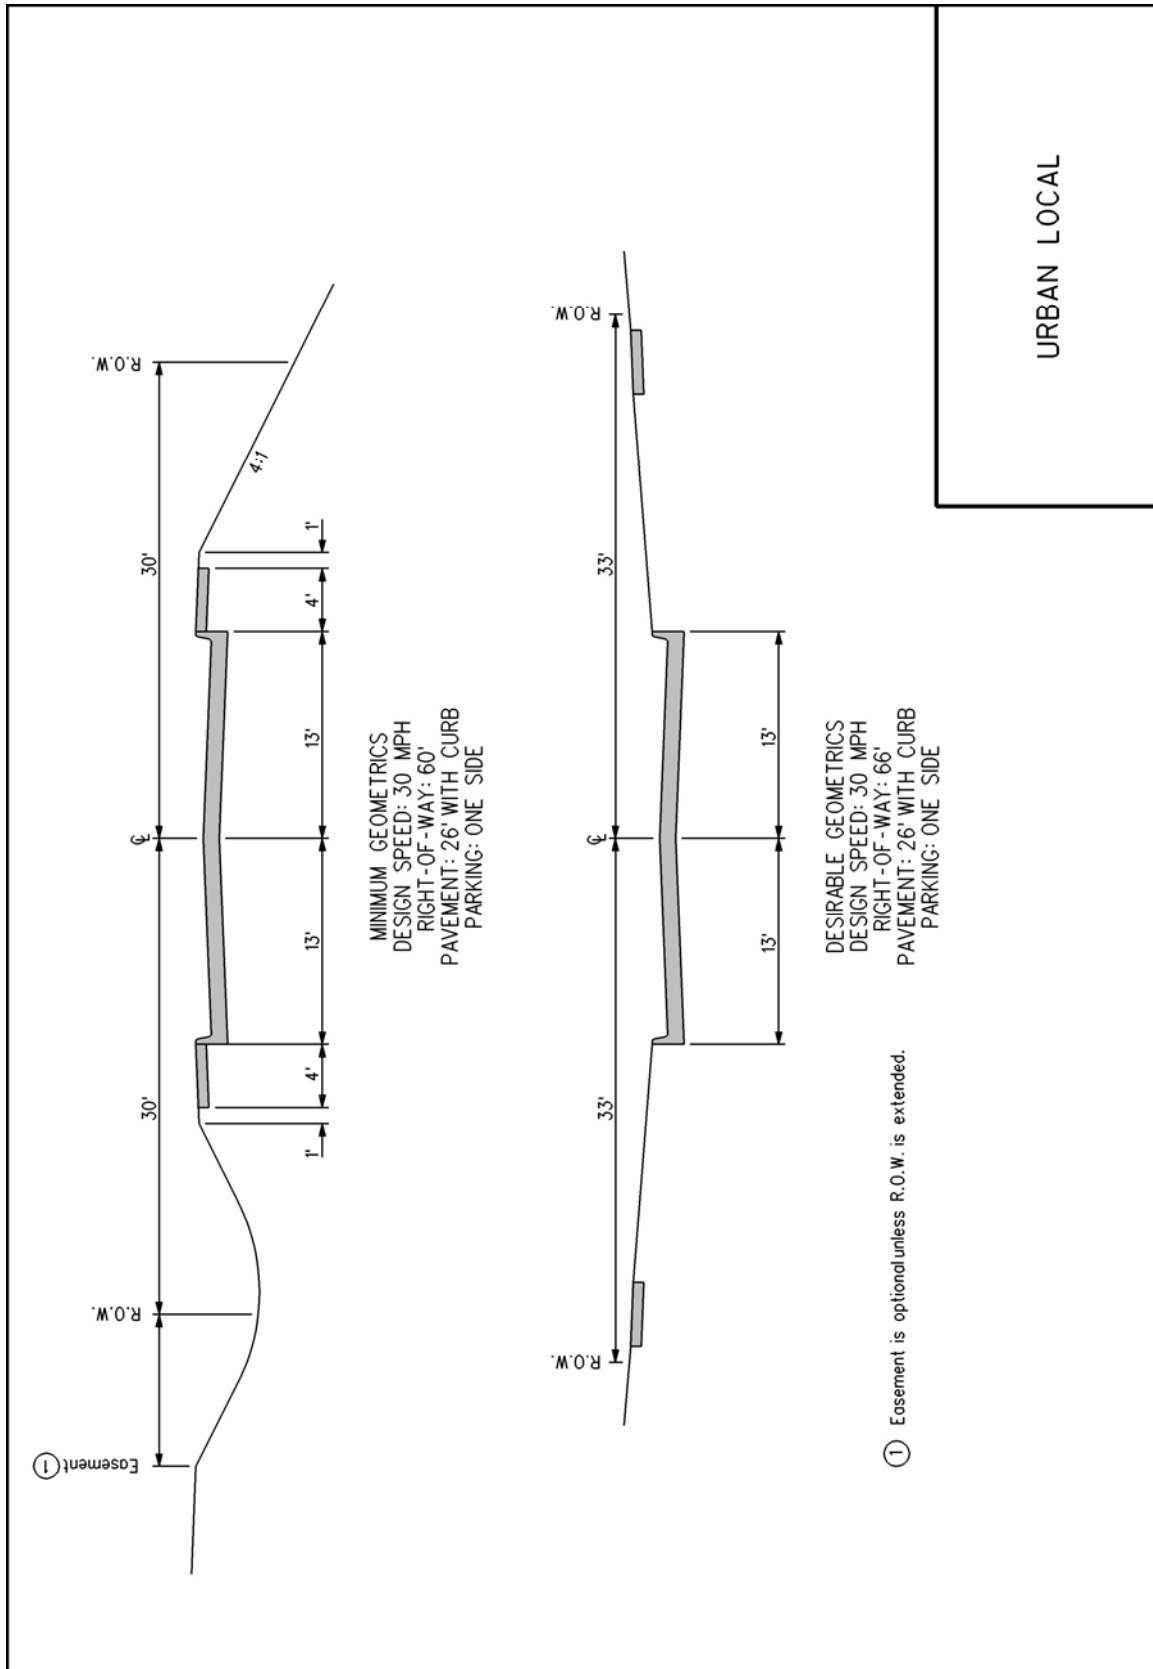 ① Easement
R.O.W.
℄
R.O.W.
30'
30'
4:1
1'
4'
13'
13'
4'
1'
MINIMUM GEOMETRICS
DESIGN SPEED: 30 MPH
RIGHT-OF-WAY: 60'
PAVEMENT: 26' WITH CURB
PARKING: ONE SIDE
R.O.W.
℄
R.O.W.
33'
33'
13'
13'
DESIRABLE GEOMETRICS
DESIGN SPEED: 30 MPH
RIGHT-OF-WAY: 66'
PAVEMENT: 26' WITH CURB
PARKING: ONE SIDE
① Easement is optional unless R.O.W. is extended.
URBAN LOCAL